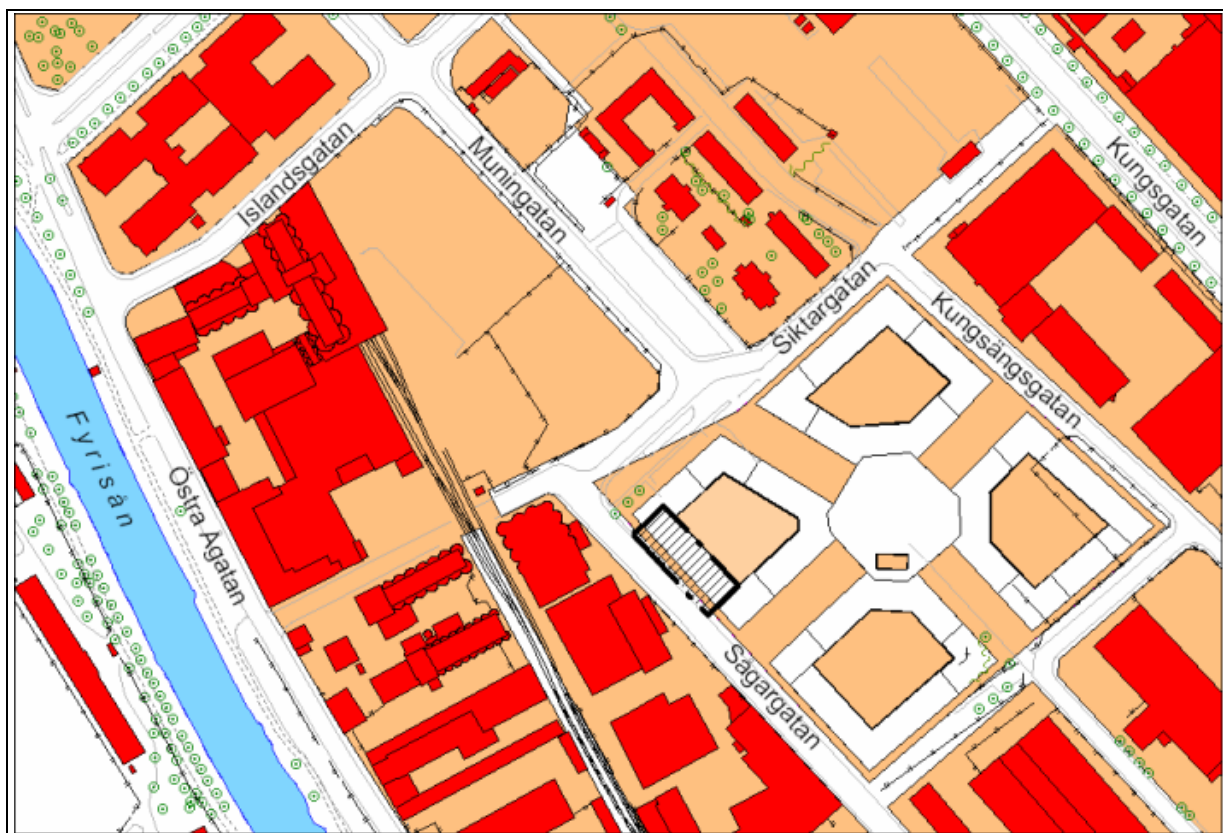 Islandsgatan
Muningatan
Kungsgatan
Siktargatan
Kungsängsgatan
Fyrisån
Östra Ågatan
Sågargatan